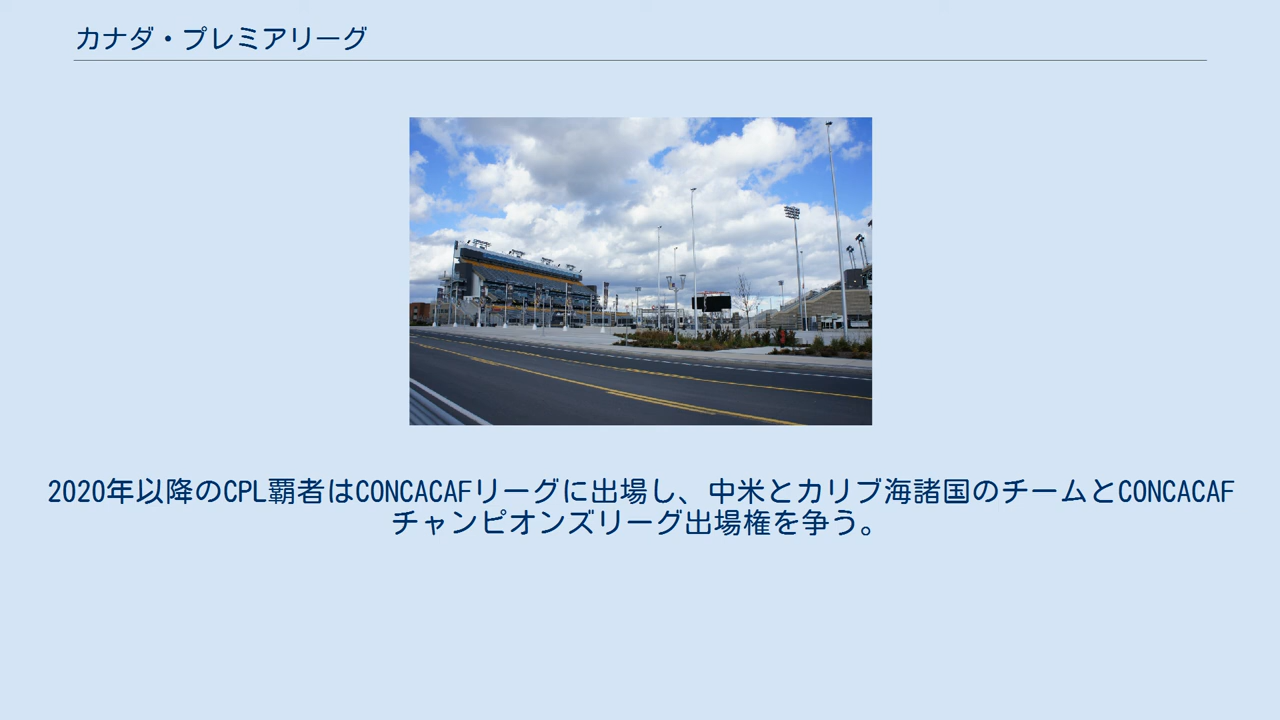 カナダ・プレミアリーグ
2020年以降のCPL覇者はCONCACAFリーグに出場し、中米とカリブ海諸国のチームとCONCACAF
チャンピオンズリーグ出場権を争う。